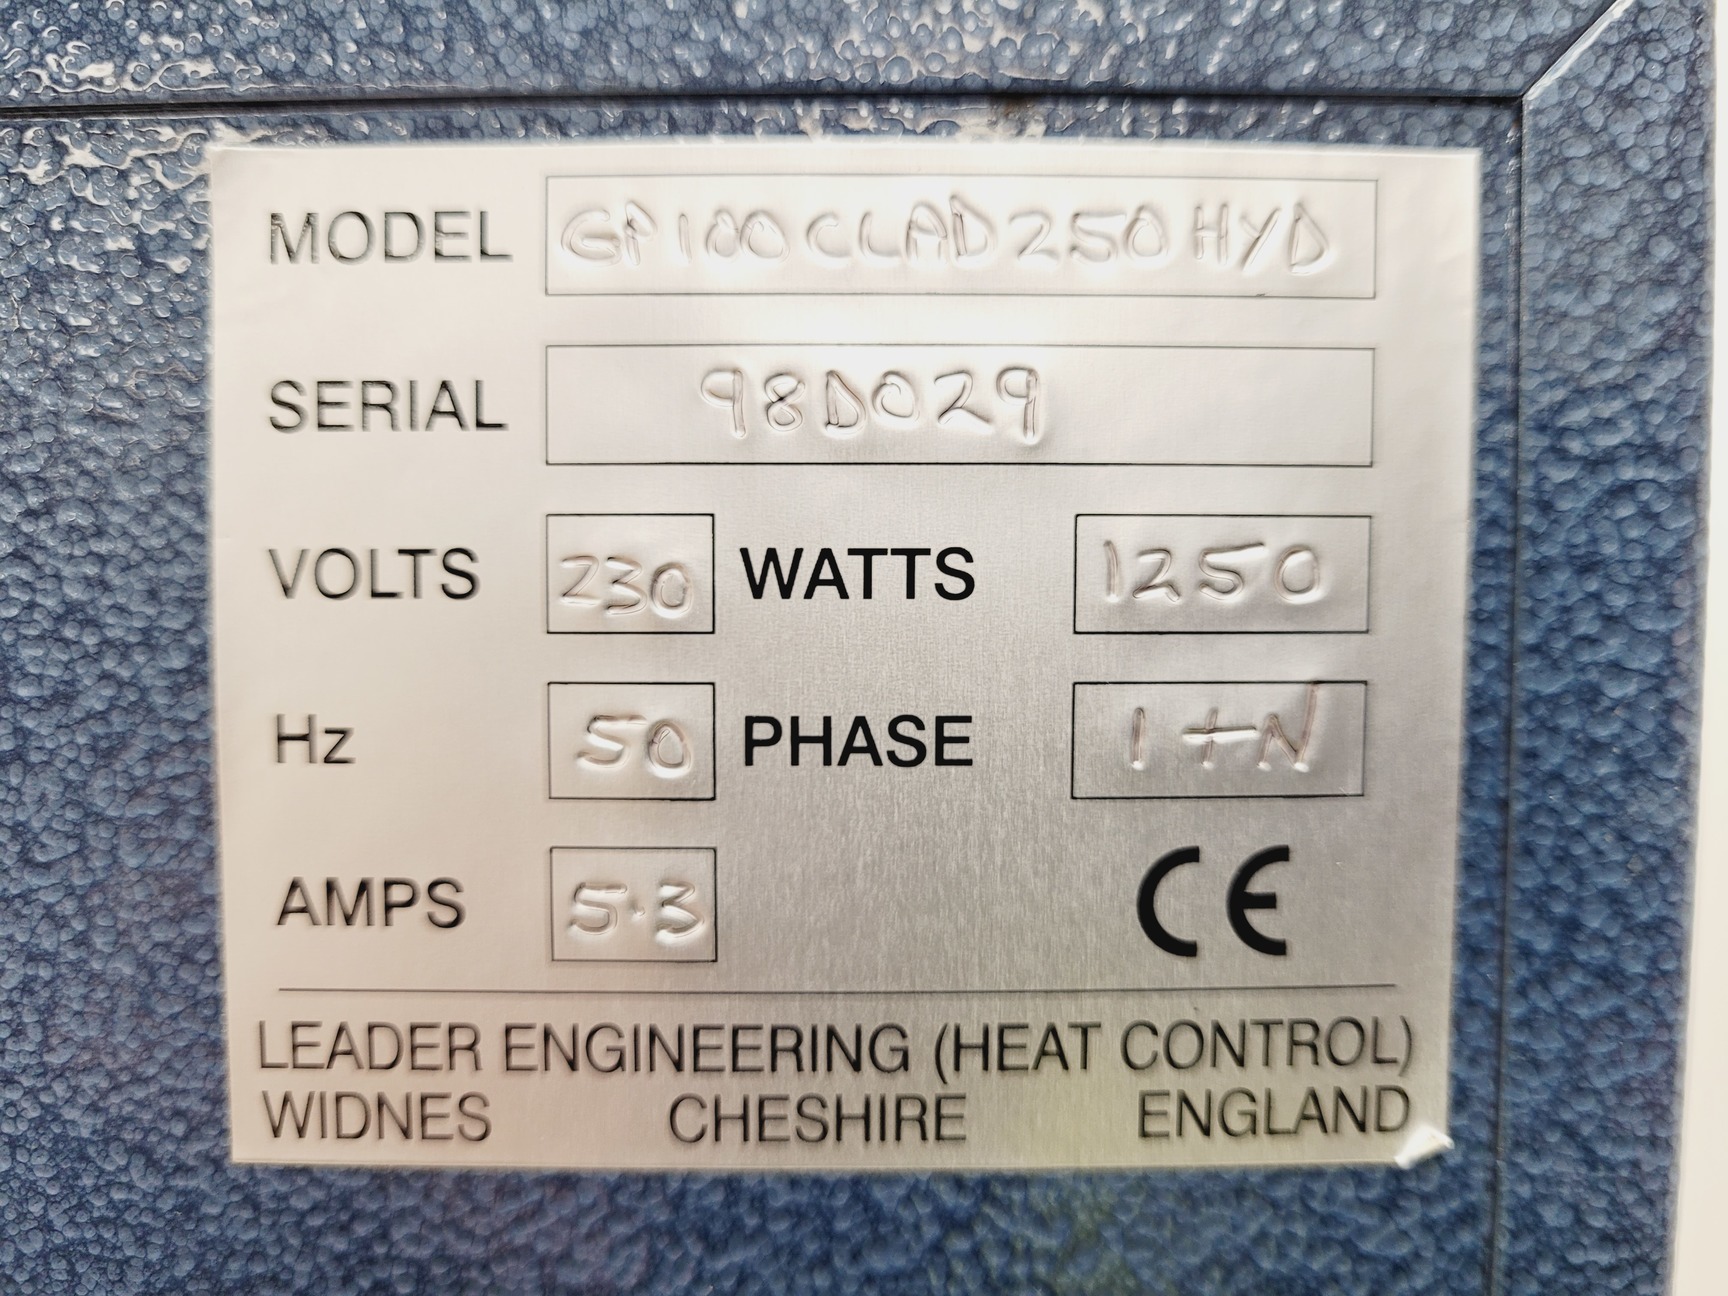 MODEL GP100CLAD250HYD
SERIAL 98D029
VOLTS 230 WATTS 1250
Hz 50 PHASE 1+N
AMPS 5.3 CE
LEADER ENGINEERING (HEAT CONTROL)
WIDNES CHESHIRE ENGLAND